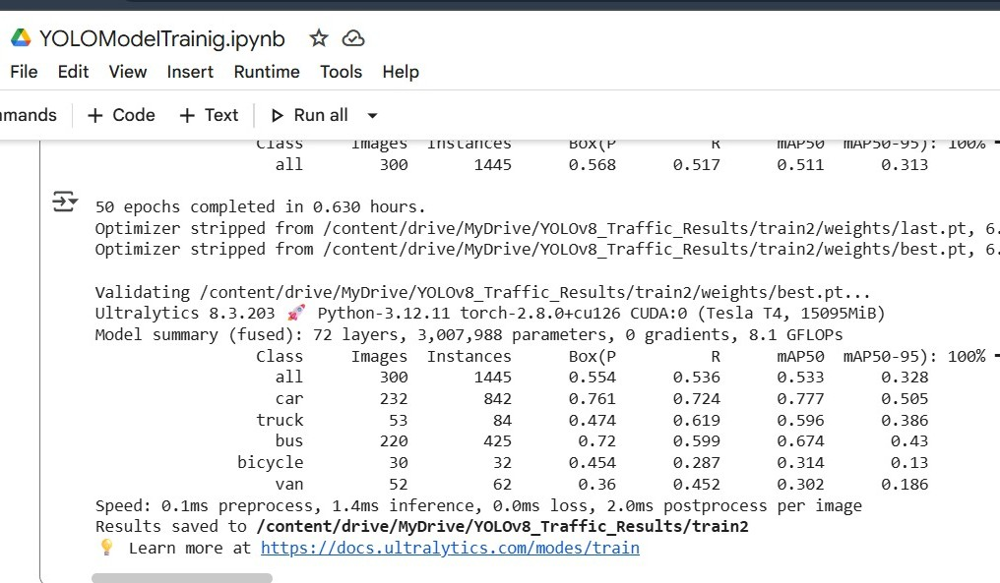 YOLOModelTrainig.ipynb
File Edit View Insert Runtime Tools Help
mmands + Code + Text Run all
Class Images Instances Box(P R mAP50 mAP50-95): 100%
all 300 1445 0.568 0.517 0.511 0.313
50 epochs completed in 0.630 hours.
Optimizer stripped from /content/drive/MyDrive/YOLOv8_Traffic_Results/train2/weights/last.pt, 6.
Optimizer stripped from /content/drive/MyDrive/YOLOv8_Traffic_Results/train2/weights/best.pt, 6.
Validating /content/drive/MyDrive/YOLOv8_Traffic_Results/train2/weights/best.pt...
Ultralytics 8.3.203 🚀 Python-3.12.11 torch-2.8.0+cu126 CUDA:0 (Tesla T4, 15095MiB)
Model summary (fused): 72 layers, 3,007,988 parameters, 0 gradients, 8.1 GFLOPs
Class Images Instances Box(P R mAP50 mAP50-95): 100%
all 300 1445 0.554 0.536 0.533 0.328
car 232 842 0.761 0.724 0.777 0.505
truck 53 84 0.474 0.619 0.596 0.386
bus 220 425 0.72 0.599 0.674 0.43
bicycle 30 32 0.454 0.287 0.314 0.13
van 52 62 0.36 0.452 0.302 0.186
Speed: 0.1ms preprocess, 1.4ms inference, 0.0ms loss, 2.0ms postprocess per image
Results saved to /content/drive/MyDrive/YOLOv8_Traffic_Results/train2
💡 Learn more at https://docs.ultralytics.com/modes/train